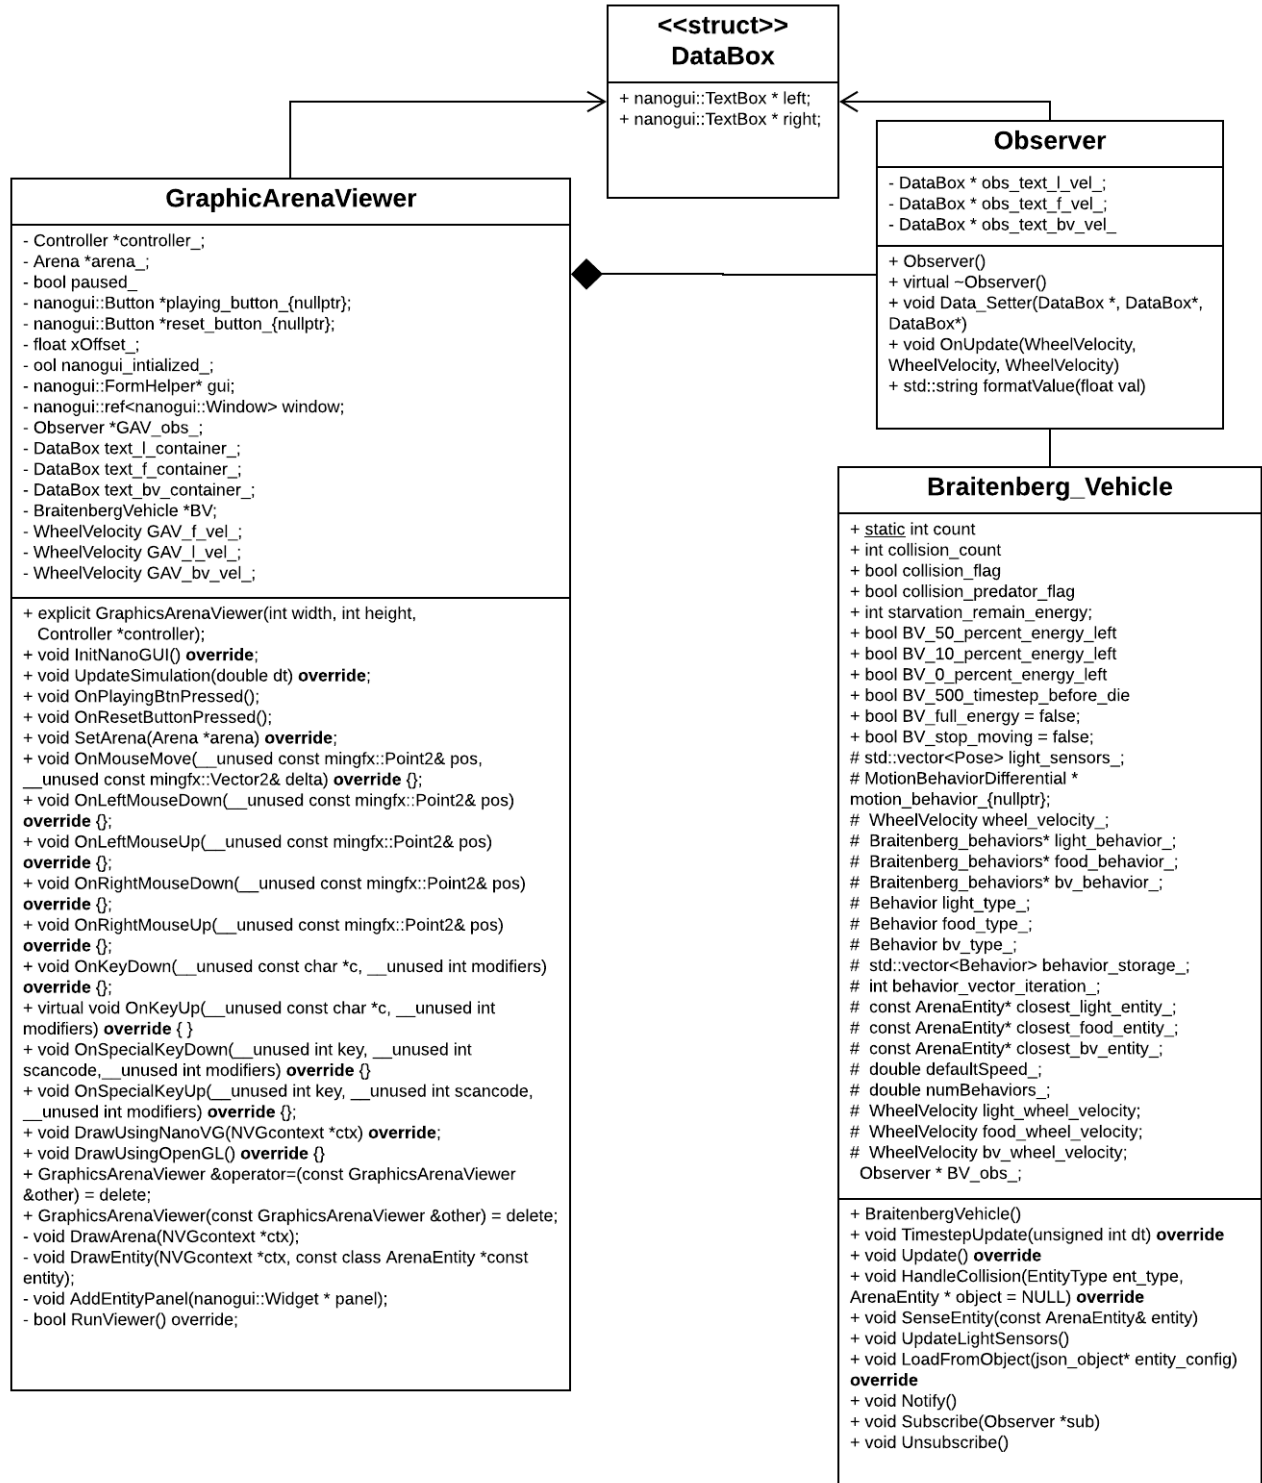 <<struct>>
DataBox
+ nanogui::TextBox * left;
+ nanogui::TextBox * right;
Observer
- DataBox * obs_text_l_vel_;
- DataBox * obs_text_f_vel_;
- DataBox * obs_text_bv_vel_
+ Observer()
+ virtual ~Observer()
+ void Data_Setter(DataBox *, DataBox*,
DataBox*)
+ void OnUpdate(WheelVelocity,
WheelVelocity, WheelVelocity)
+ std::string formatValue(float val)
GraphicArenaViewer
- Controller *controller_;
- Arena *arena_;
- bool paused_
- nanogui::Button *playing_button_{nullptr};
- nanogui::Button *reset_button_{nullptr};
- float xOffset_;
- ool nanogui_intialized_;
- nanogui::FormHelper* gui;
- nanogui::ref<nanogui::Window> window;
- Observer *GAV_obs_;
- DataBox text_l_container_;
- DataBox text_f_container_;
- DataBox text_bv_container_;
- BraitenbergVehicle *BV;
- WheelVelocity GAV_f_vel_;
- WheelVelocity GAV_l_vel_;
- WheelVelocity GAV_bv_vel_;
+ explicit GraphicsArenaViewer(int width, int height,
Controller *controller);
+ void InitNanoGUI() override;
+ void UpdateSimulation(double dt) override;
+ void OnPlayingBtnPressed();
+ void OnResetButtonPressed();
+ void SetArena(Arena *arena) override;
+ void OnMouseMove(__unused const mingfx::Point2& pos,
__unused const mingfx::Vector2& delta) override {};
+ void OnLeftMouseDown(__unused const mingfx::Point2& pos)
override {};
+ void OnLeftMouseUp(__unused const mingfx::Point2& pos)
override {};
+ void OnRightMouseDown(__unused const mingfx::Point2& pos)
override {};
+ void OnRightMouseUp(__unused const mingfx::Point2& pos)
override {};
+ void OnKeyDown(__unused const char *c, __unused int modifiers)
override {};
+ virtual void OnKeyUp(__unused const char *c, __unused int
modifiers) override { }
+ void OnSpecialKeyDown(__unused int key, __unused int
scancode,__unused int modifiers) override {}
+ void OnSpecialKeyUp(__unused int key, __unused int scancode,
__unused int modifiers) override {};
+ void DrawUsingNanoVG(NVGcontext *ctx) override;
+ void DrawUsingOpenGL() override {}
+ GraphicsArenaViewer &operator=(const GraphicsArenaViewer
&other) = delete;
+ GraphicsArenaViewer(const GraphicsArenaViewer &other) = delete;
- void DrawArena(NVGcontext *ctx);
- void DrawEntity(NVGcontext *ctx, const class ArenaEntity *const
entity);
- void AddEntityPanel(nanogui::Widget * panel);
- bool RunViewer() override;
Braitenberg_Vehicle
+ static int count
+ int collision_count
+ bool collision_flag
+ bool collision_predator_flag
+ int starvation_remain_energy;
+ bool BV_50_percent_energy_left
+ bool BV_10_percent_energy_left
+ bool BV_0_percent_energy_left
+ bool BV_500_timestep_before_die
+ bool BV_full_energy = false;
+ bool BV_stop_moving = false;
# std::vector<Pose> light_sensors_;
# MotionBehaviorDifferential *
motion_behavior_{nullptr};
# WheelVelocity wheel_velocity_;
# Braitenberg_behaviors* light_behavior_;
# Braitenberg_behaviors* food_behavior_;
# Braitenberg_behaviors* bv_behavior_;
# Behavior light_type_;
# Behavior food_type_;
# Behavior bv_type_;
# std::vector<Behavior> behavior_storage_;
# int behavior_vector_iteration_;
# const ArenaEntity* closest_light_entity_;
# const ArenaEntity* closest_food_entity_;
# const ArenaEntity* closest_bv_entity_;
# double defaultSpeed_;
# double numBehaviors_;
# WheelVelocity light_wheel_velocity;
# WheelVelocity food_wheel_velocity;
# WheelVelocity bv_wheel_velocity;
Observer * BV_obs_;
+ BraitenbergVehicle()
+ void TimestepUpdate(unsigned int dt) override
+ void Update() override
+ void HandleCollision(EntityType ent_type,
ArenaEntity * object = NULL) override
+ void SenseEntity(const ArenaEntity& entity)
+ void UpdateLightSensors()
+ void LoadFromObject(json_object* entity_config)
override
+ void Notify()
+ void Subscribe(Observer *sub)
+ void Unsubscribe()